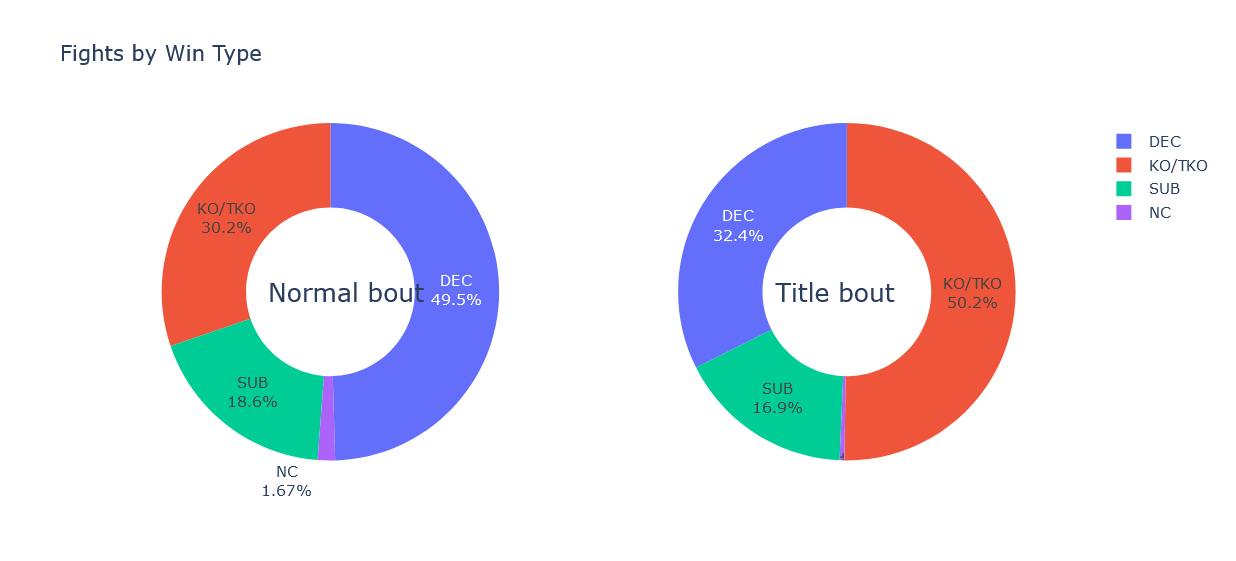 Fights by Win Type
KO/TKO
30.2%
Normal bout
DEC
49.5%
SUB
18.6%
NC
1.67%
DEC
32.4%
Title bout
KO/TKO
50.2%
SUB
16.9%
DEC
KO/TKO
SUB
NC